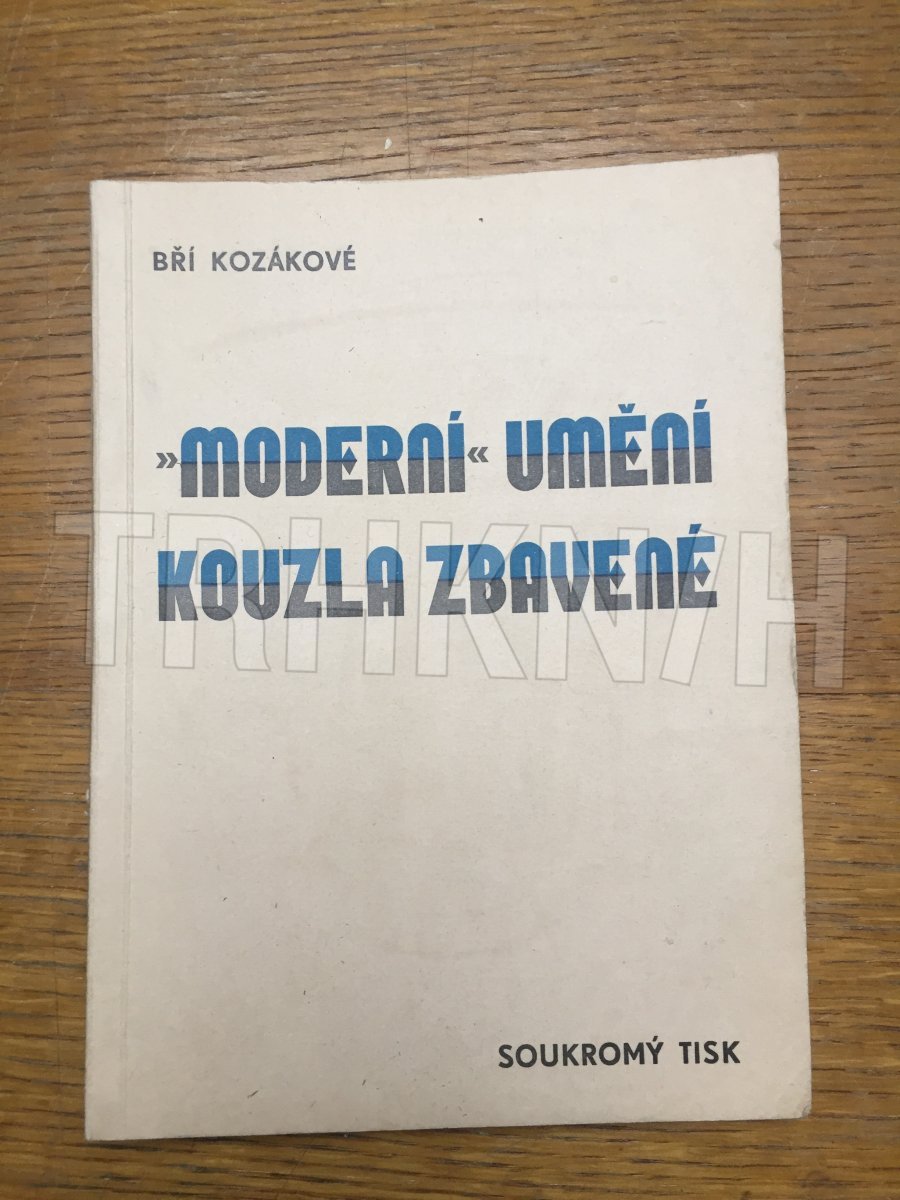 BŘÍ KOZÁKOVÉ
»MODERNÍ« UMĚNÍ
KOUZLA ZBAVENÉ
TRHKNIH
SOUKROMÝ TISK